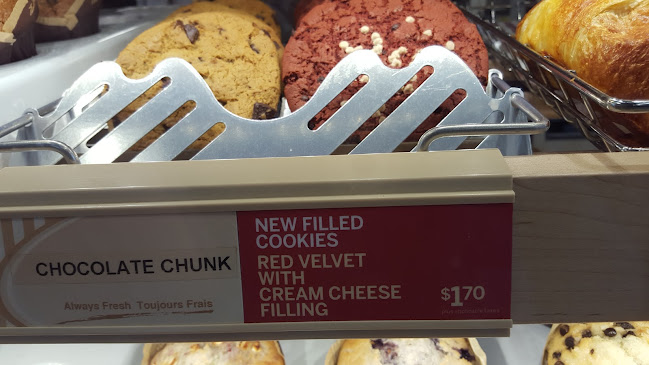 CHOCOLATE CHUNK
Always Fresh Toujours Frais
NEW FILLED
COOKIES
RED VELVET
WITH
CREAM CHEESE
FILLING
$1.70